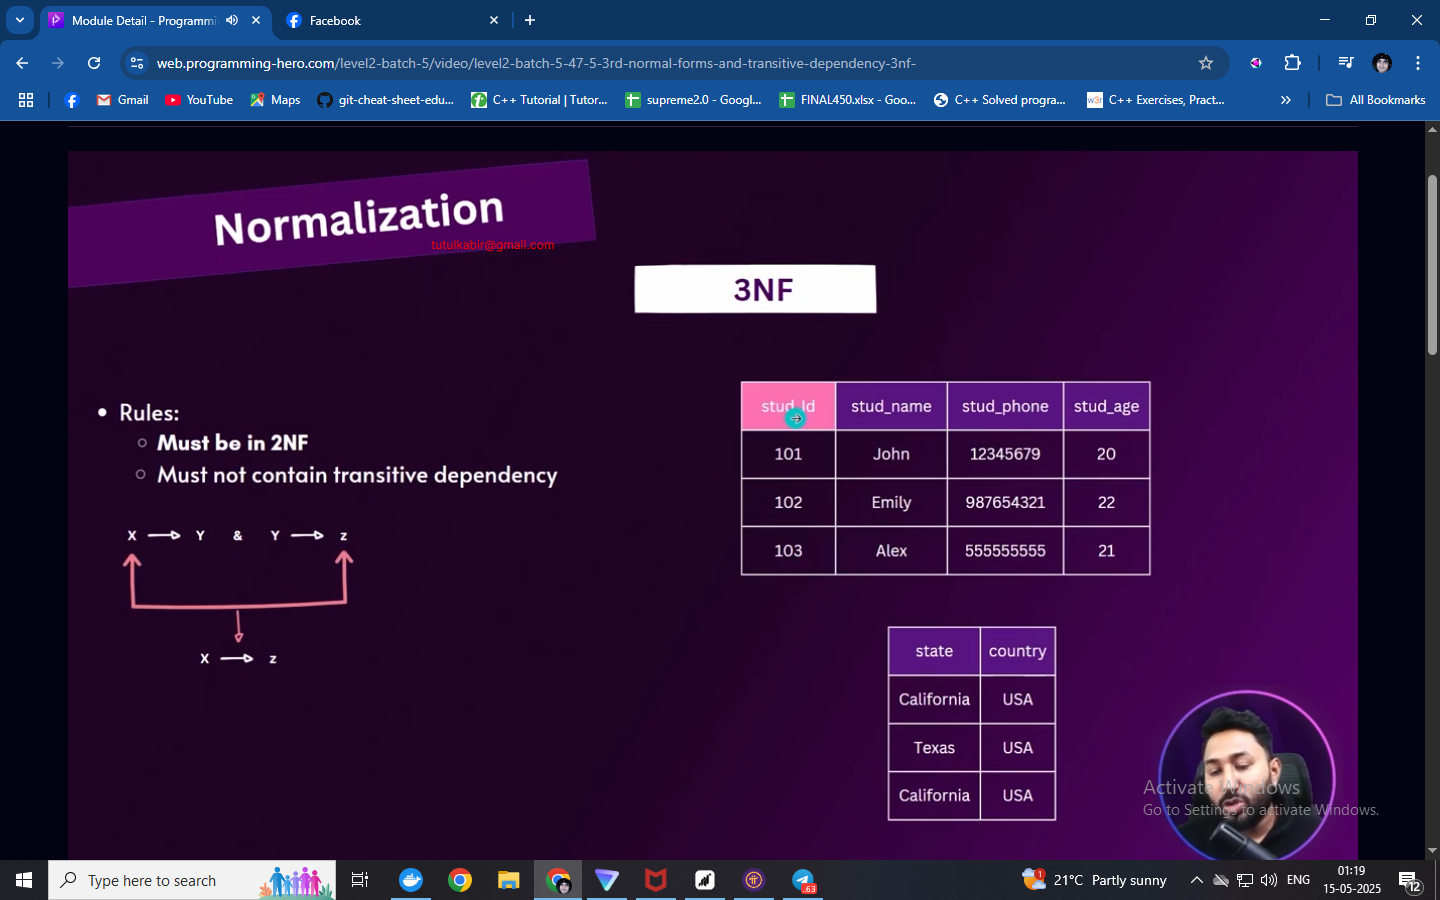 Module Detail - Programmi
Facebook
web.programming-hero.com/level2-batch-5/video/level2-batch-5-47-5-3rd-normal-forms-and-transitive-dependency-3nf-
Gmail
YouTube
Maps
git-cheat-sheet-edu...
C++ Tutorial | Tutor...
supreme2.0 - Googl...
FINAL450.xlsx - Goo...
C++ Solved progra...
w3r
C++ Exercises, Pract...
All Bookmarks
Normalization
tutulkabir@gmail.com
3NF
Rules:
Must be in 2NF
Must not contain transitive dependency
X Y & Y z
X z
stud_Id stud_name stud_phone stud_age
101 John 12345679 20
102 Emily 987654321 22
103 Alex 555555555 21
state country
California USA
Texas USA
California USA
Activate Windows
Go to Settings to activate Windows.
Type here to search
.63
1
21°C Partly sunny
ENG
01:19
15-05-2025
12